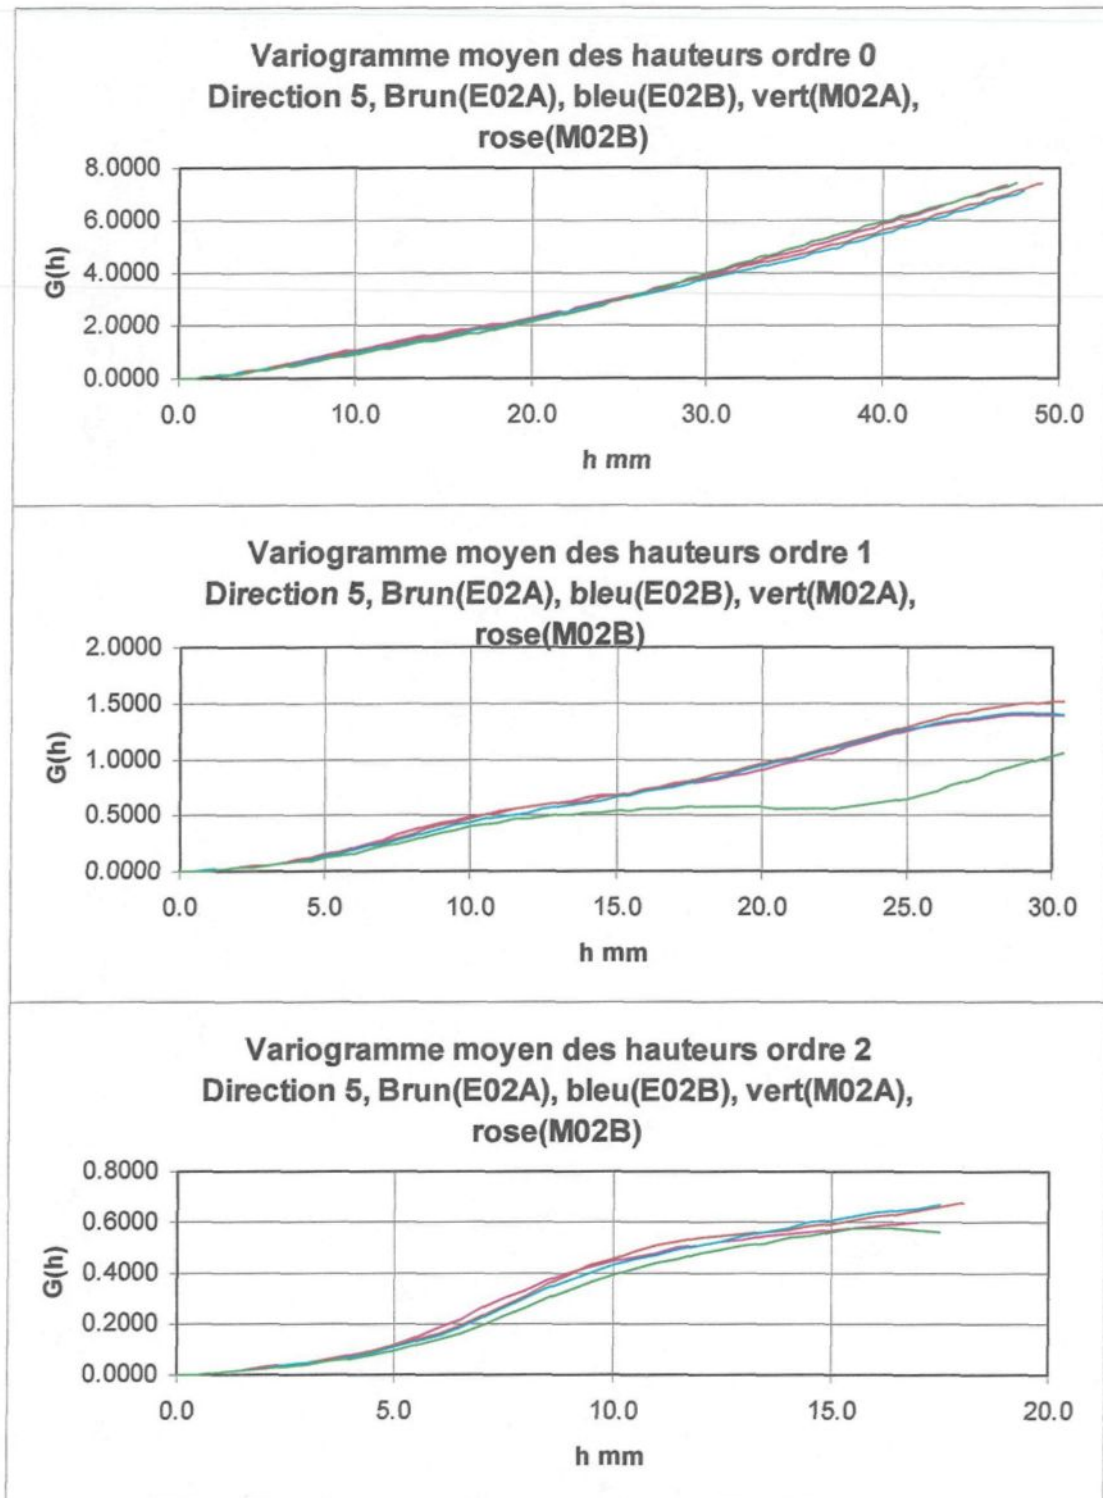 Variogramme moyen des hauteurs ordre 0
Direction 5, Brun(E02A), bleu(E02B), vert(M02A),
rose(M02B)
8.0000
6.0000
4.0000
2.0000
0.0000
G(h)
0.0 10.0 20.0 30.0 40.0 50.0
h mm
Variogramme moyen des hauteurs ordre 1
Direction 5, Brun(E02A), bleu(E02B), vert(M02A),
rose(M02B)
2.0000
1.5000
1.0000
0.5000
0.0000
G(h)
0.0 5.0 10.0 15.0 20.0 25.0 30.0
h mm
Variogramme moyen des hauteurs ordre 2
Direction 5, Brun(E02A), bleu(E02B), vert(M02A),
rose(M02B)
0.8000
0.6000
0.4000
0.2000
0.0000
G(h)
0.0 5.0 10.0 15.0 20.0
h mm